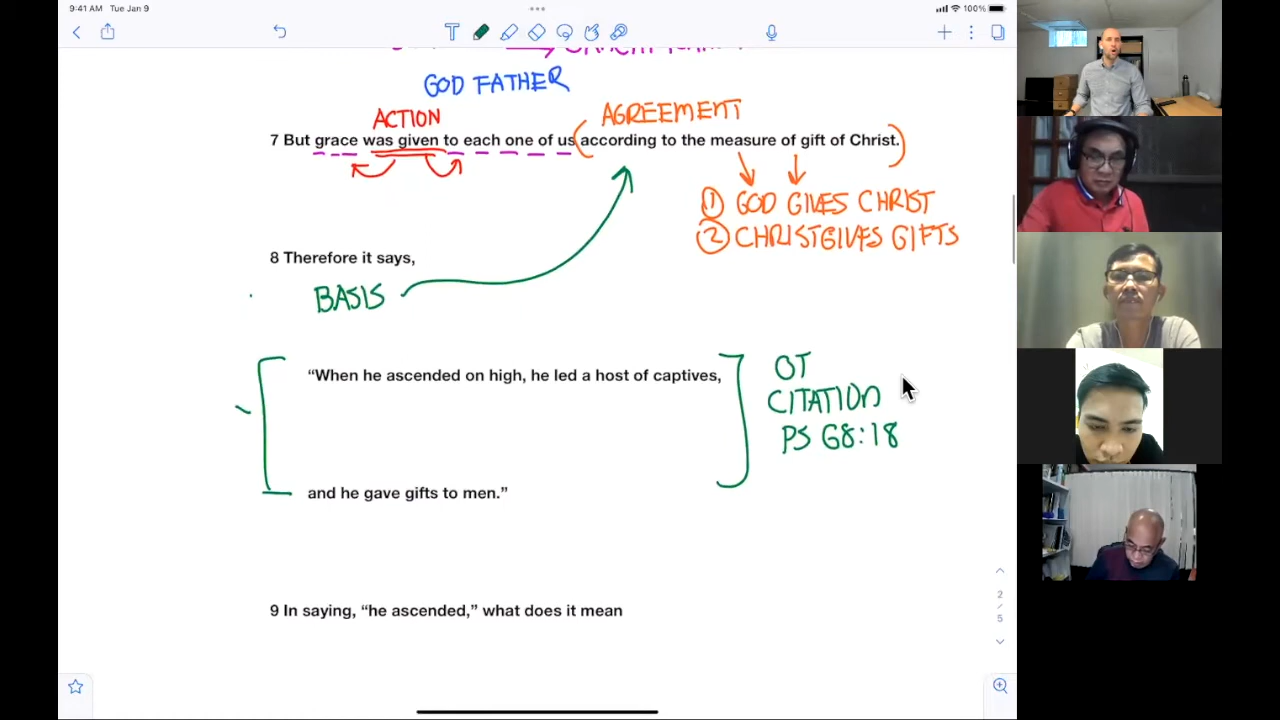 9:41 AM Tue Jan 9
100%
GOD FATHER
ACTION
AGREEMENT
7 But grace was given to each one of us (according to the measure of gift of Christ.)
① GOD GIVES CHRIST
② CHRIST GIVES GIFTS
8 Therefore it says,
BASIS
“When he ascended on high, he led a host of captives,
OT
CITATION
PS 68:18
and he gave gifts to men.”
9 In saying, “he ascended,” what does it mean
2
/
5